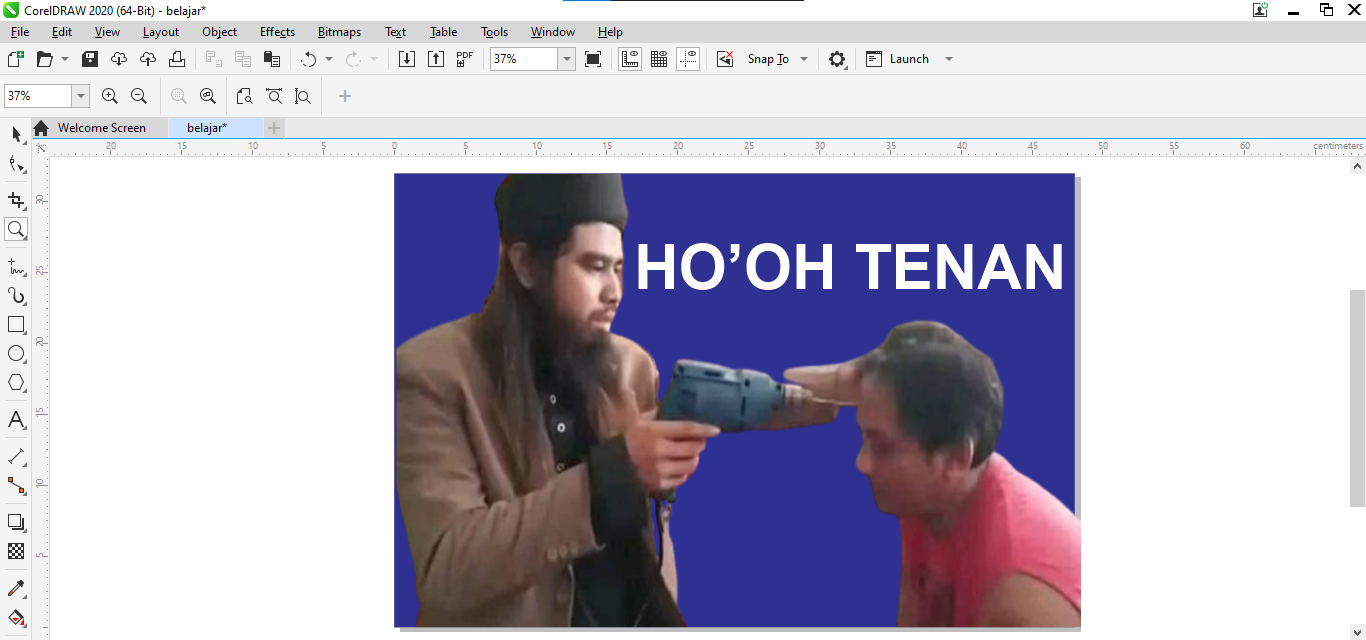 CorelDRAW 2020 (64-Bit) - belajar*
File Edit View Layout Object Effects Bitmaps Text Table Tools Window Help
PDF 37% Snap To Launch
37%
Welcome Screen belajar*
20 15 10 5 0 5 10 15 20 25 30 35 40 45 50 55 60 centimeters
30
25
20
15
10
5
HO’OH TENAN